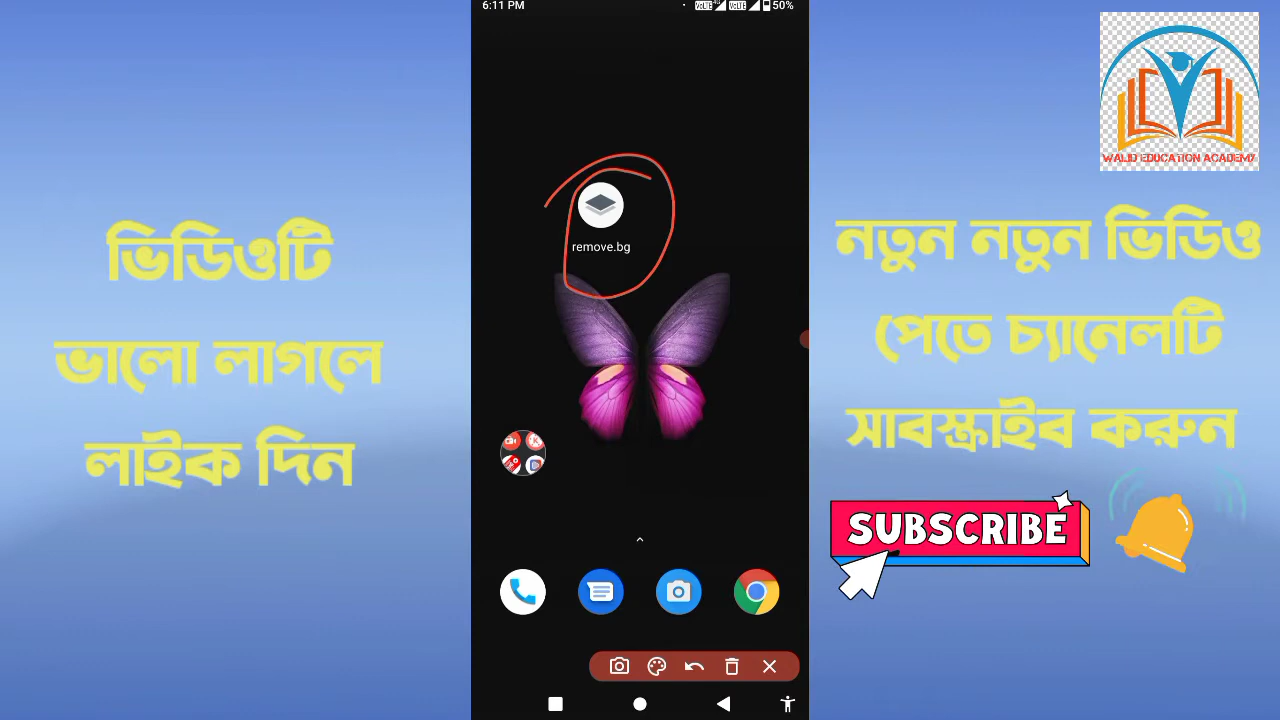 6:11 PM
50%
WALID EDUCATION ACADEMY
remove.bg
ভিডিওটি
ভালো লাগলে
লাইক দিন
নতুন নতুন ভিডিও
পেতে চ্যানেলটি
সাবস্ক্রাইব করুন
SUBSCRIBE